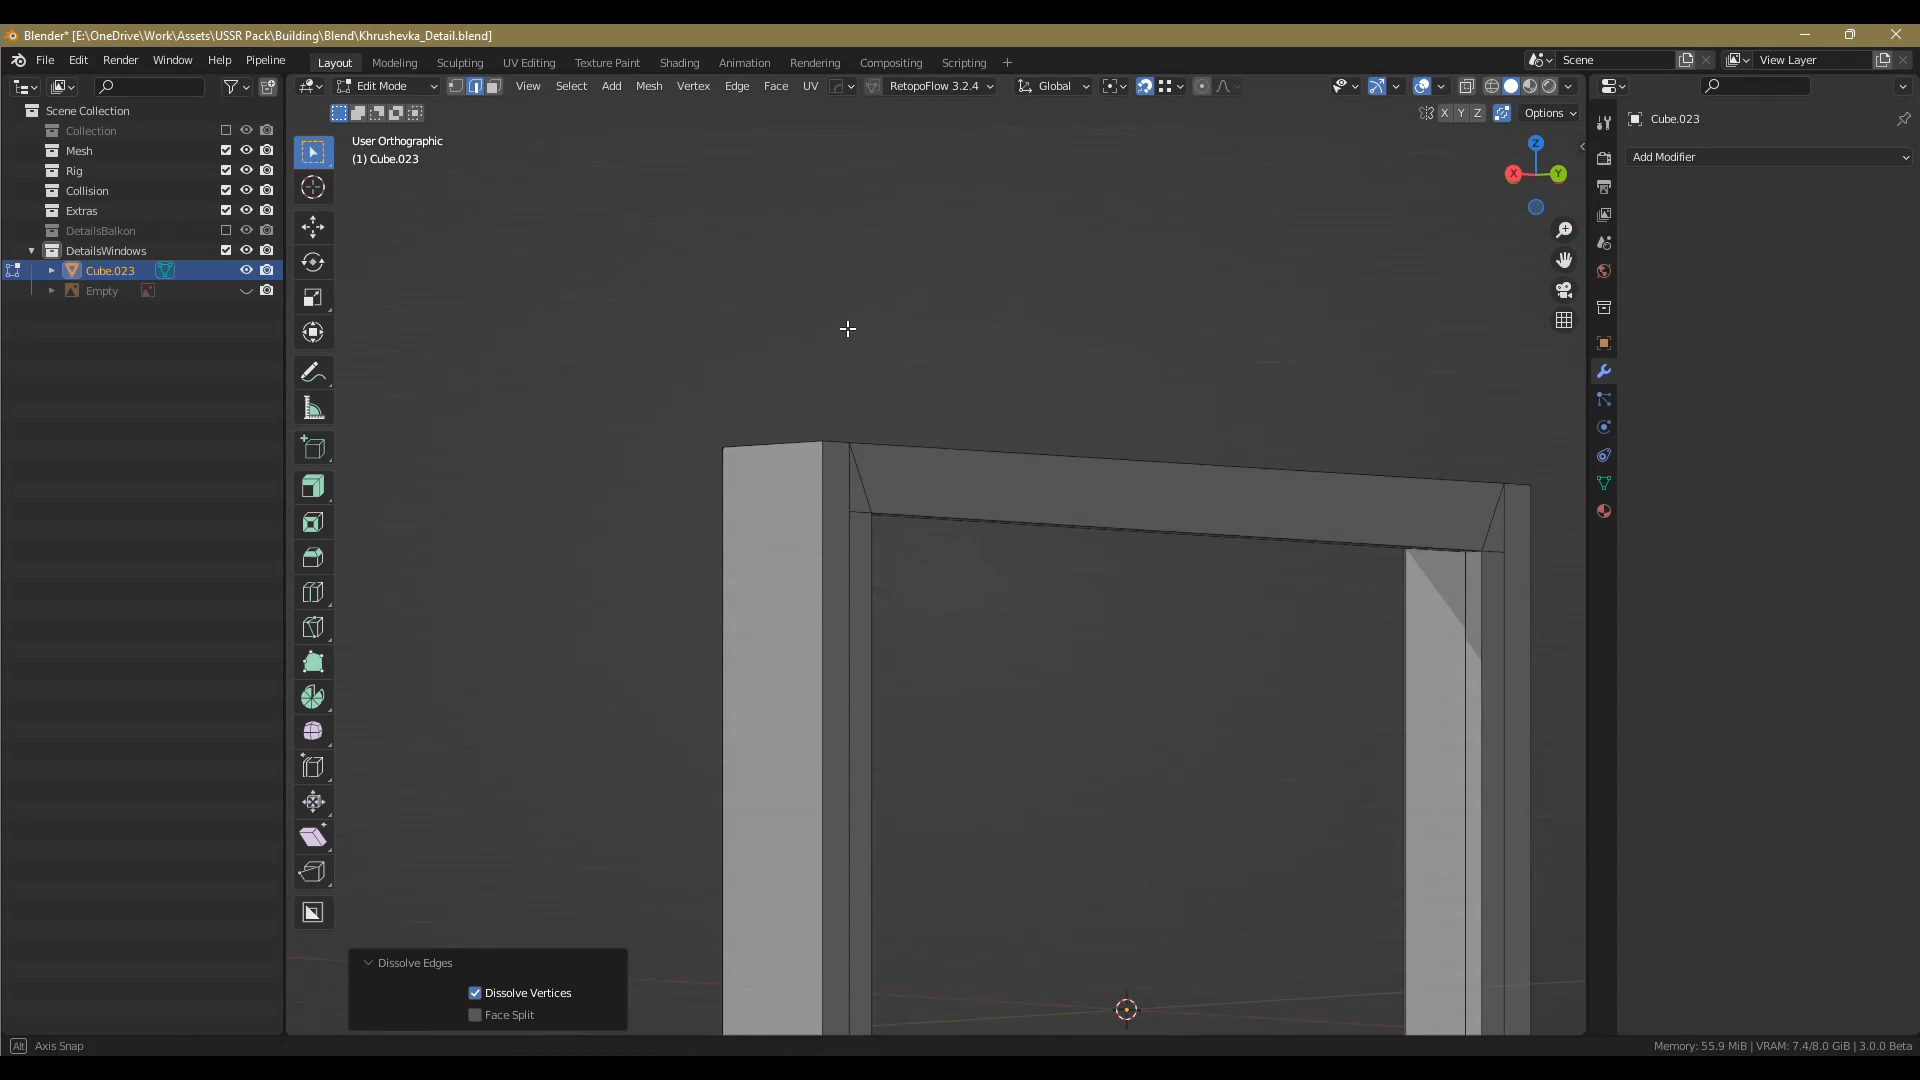 Blender* [E:\OneDrive\Work\Assets\USSR Pack\Building\Blend\Khrushevka_Detail.blend]
File Edit Render Window Help Pipeline
Layout Modeling Sculpting UV Editing Texture Paint Shading Animation Rendering Compositing Scripting +
Scene
View Layer
Edit Mode
View Select Add Mesh Vertex Edge Face UV
RetopoFlow 3.2.4
Global
X Y Z
Options
Scene Collection
Collection
Mesh
Rig
Collision
Extras
DetailsBalkon
DetailsWindows
Cube.023
Empty
User Orthographic
(1) Cube.023
Z
X
Y
Cube.023
Add Modifier
Dissolve Edges
Dissolve Vertices
Face Split
Alt Axis Snap
Memory: 55.9 MiB | VRAM: 7.4/8.0 GiB | 3.0.0 Beta